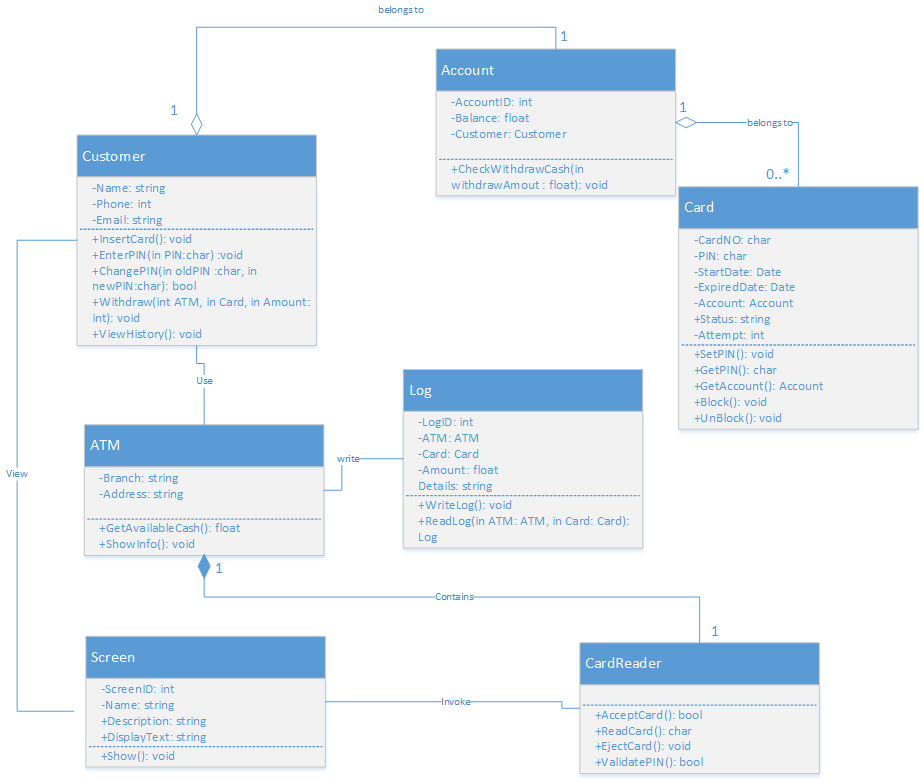 belongs to
1
Account
-AccountID: int
-Balance: float
-Customer: Customer
+CheckWithdrawCash(in
withdrawAmout : float): void
1
belongs to
0..*
1
Customer
-Name: string
-Phone: int
-Email: string
+InsertCard(): void
+EnterPIN(in PIN:char) :void
+ChangePIN(in oldPIN :char, in
newPIN:char): bool
+Withdraw(int ATM, in Card, in Amount:
int): void
+ViewHistory(): void
Card
-CardNO: char
-PIN: char
-StartDate: Date
-ExpiredDate: Date
-Account: Account
+Status: string
-Attempt: int
+SetPIN(): void
+GetPIN(): char
+GetAccount(): Account
+Block(): void
+UnBlock(): void
Use
Log
-LogID: int
-ATM: ATM
-Card: Card
-Amount: float
Details: string
+WriteLog(): void
+ReadLog(in ATM: ATM, in Card: Card):
Log
ATM
-Branch: string
-Address: string
+GetAvailableCash(): float
+ShowInfo(): void
write
View
1
Contains
1
Screen
-ScreenID: int
-Name: string
+Description: string
+DisplayText: string
+Show(): void
Invoke
CardReader
+AcceptCard(): bool
+ReadCard(): char
+EjectCard(): void
+ValidatePIN(): bool